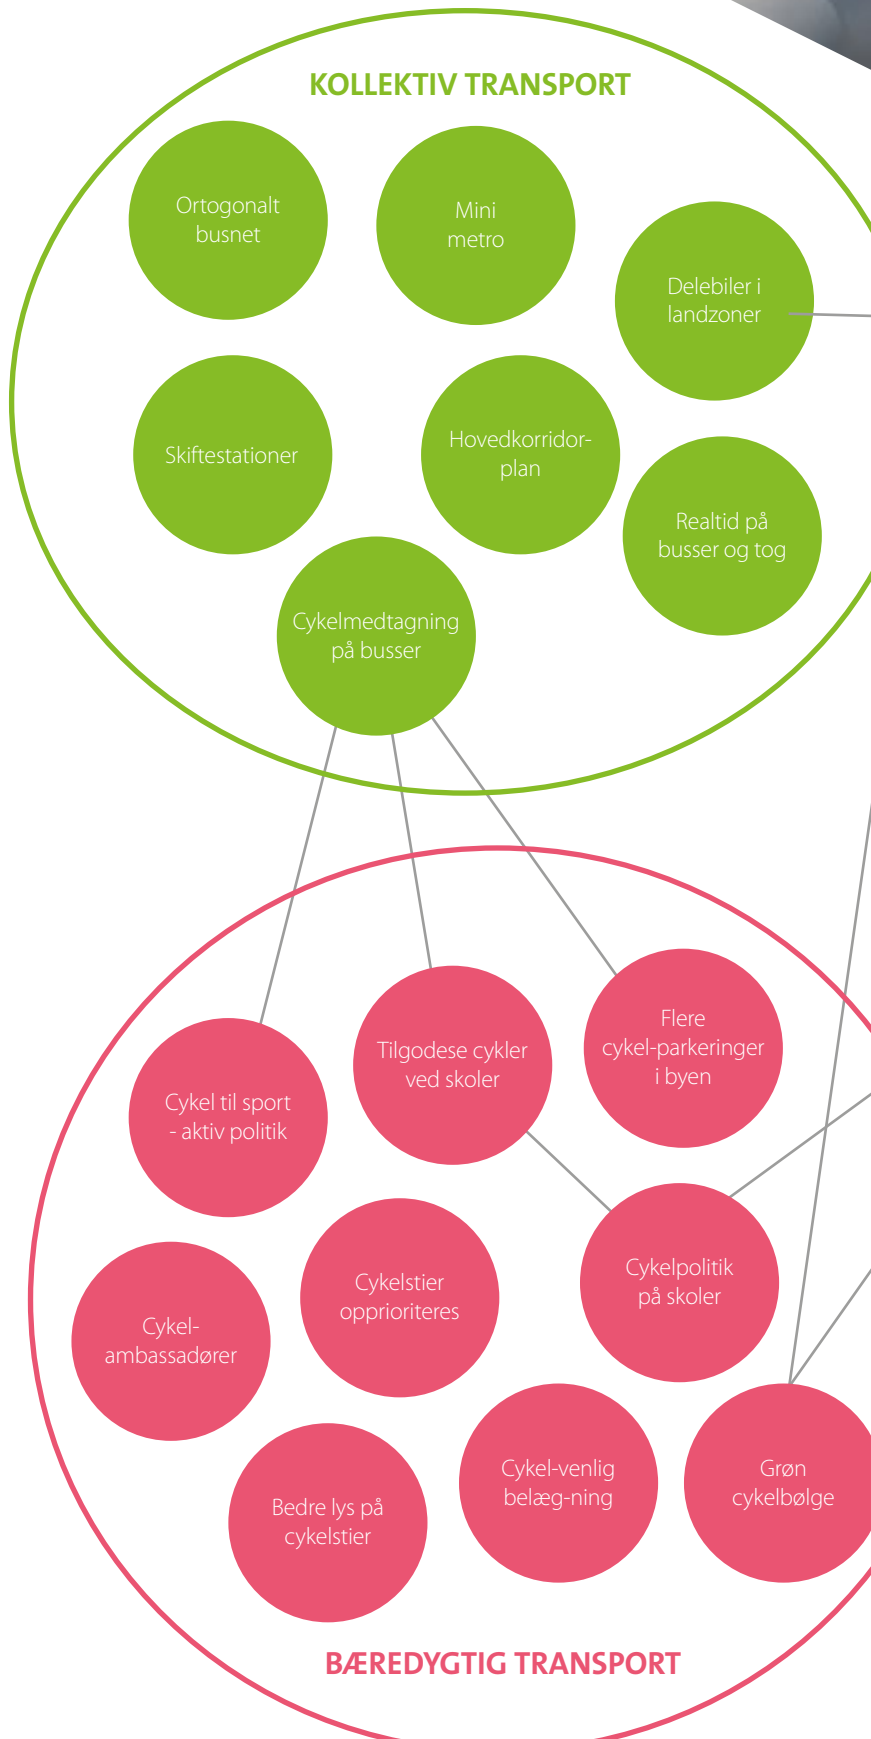 KOLLEKTIV TRANSPORT
Ortogonalt
busnet
Mini
metro
Delebiler i
landzoner
Skiftestationer
Hovedkorridor-
plan
Realtid på
busser og tog
Cykelmedtagning
på busser
Flere
cykel-parkeringer
i byen
Tilgodese cykler
ved skoler
Cykel til sport
- aktiv politik
Cykelpolitik
på skoler
Cykelstier
opprioriteres
Cykel-
ambassadører
Cykel-venlig
belæg-ning
Grøn
cykelbølge
Bedre lys på
cykelstier
BÆREDYGTIG TRANSPORT